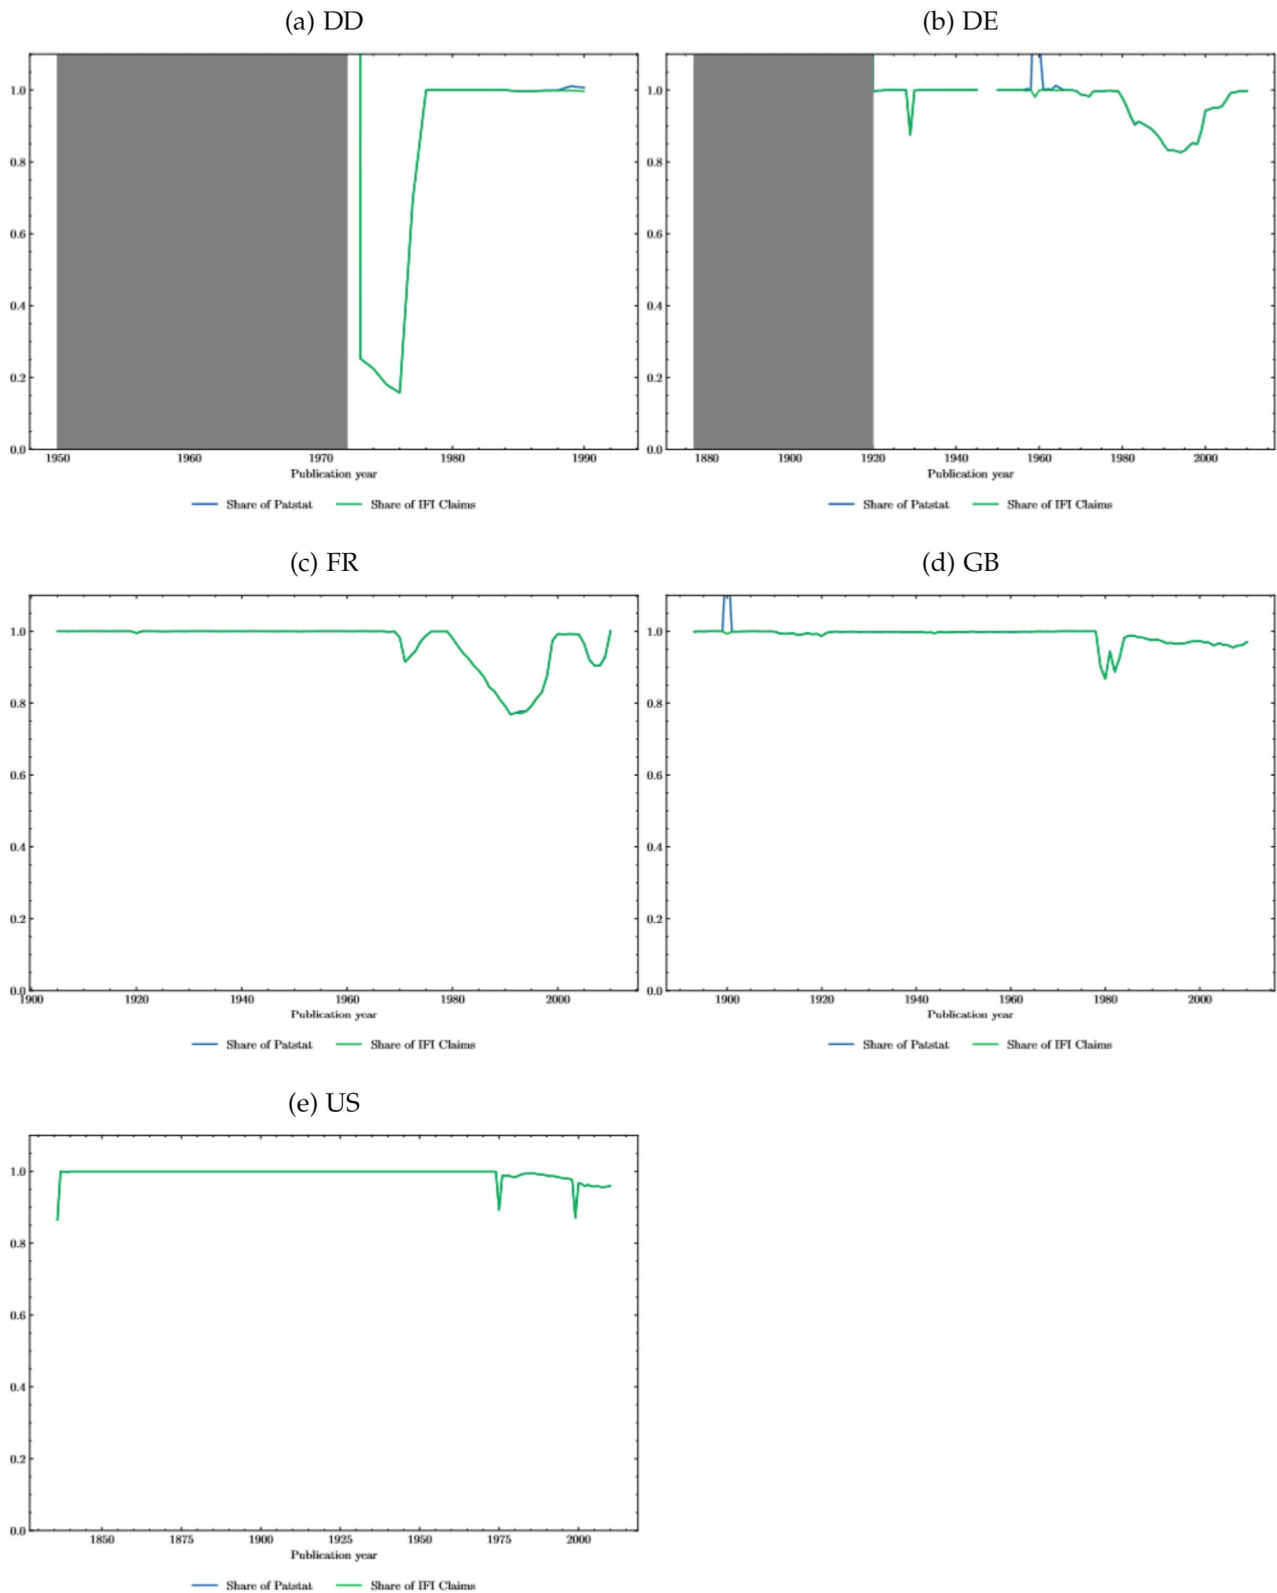 (a) DD
1.0
0.8
0.6
0.4
0.2
0.0
1950 1960 1970 1980 1990
Publication year
Share of Patstat Share of IFI Claims
(b) DE
1.0
0.8
0.6
0.4
0.2
0.0
1880 1900 1920 1940 1960 1980 2000
Publication year
Share of Patstat Share of IFI Claims
(c) FR
1.0
0.8
0.6
0.4
0.2
0.0
1900 1920 1940 1960 1980 2000
Publication year
Share of Patstat Share of IFI Claims
(d) GB
1.0
0.8
0.6
0.4
0.2
0.0
1900 1920 1940 1960 1980 2000
Publication year
Share of Patstat Share of IFI Claims
(e) US
1.0
0.8
0.6
0.4
0.2
0.0
1850 1875 1900 1925 1950 1975 2000
Publication year
Share of Patstat Share of IFI Claims